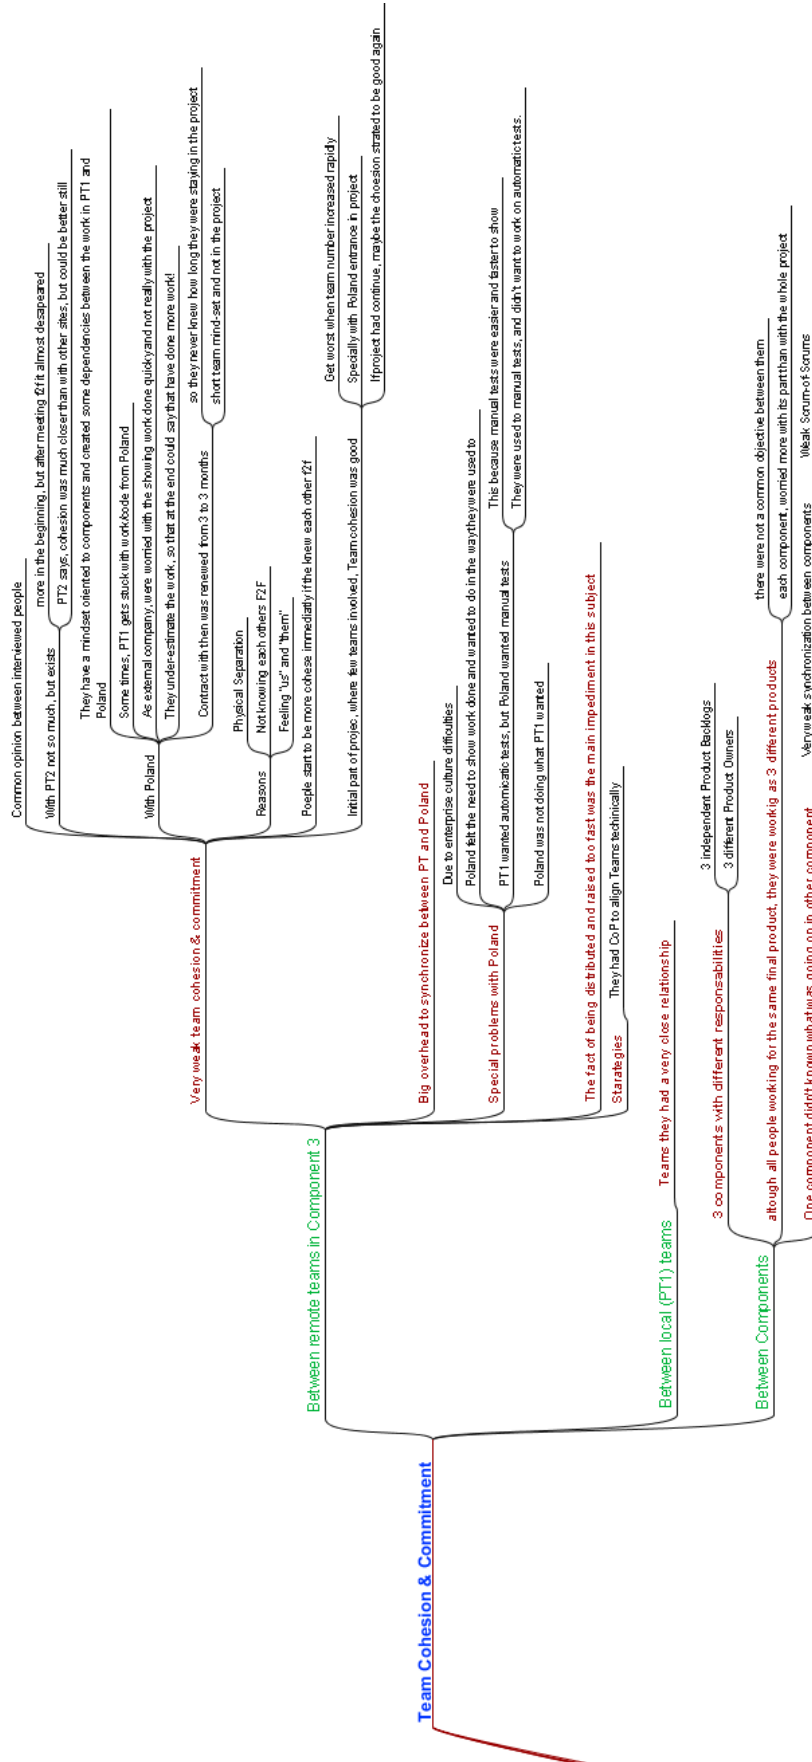 Team Cohesion & Commitment
Between remote teams in Component 3
Very weak team cohesion & commitment
Common opinion between interviewed people
With PT2 not so much, but exists
more in the beginning, but after meeting f2f it almost desapeared
PT2 says, cohesion was much closer than with other sites, but could be better still
With Poland
They have a mindset oriented to components and created some dependencies between the work in PT1 and
Poland
Some times, PT1 gets stuck with work/code from Poland
As external company, were worried with the showing work done quicky and not really with the project
They under-estimate the work, so that at the end could say that have done more work!
Contract with then was renewed from 3 to 3 months
so they never knew how long they were staying in the project
short team mind-set and not in the project
Reasons
Physical Separation
Not knowing each others F2F
Feeling "us" and "them"
Poeple start to be more cohese immediatly if the knew each other f2f
Initial part of projec, where few teams involved, Team cohesion was good
Get worst when team number increased rapidly
Specially with Poland entrance in project
If project had continue, maybe the choesion strated to be good again
Big overhead to synchronize between PT and Poland
Special problems with Poland
Due to enterprise culture difficulties
Poland felt the need to show work done and wanted to do in the way they were used to
PT1 wanted automicatic tests, but Poland wanted manual tests
This because manual tests were easier and faster to show
They were used to manual tests, and didn't want to work on automatic tests.
Poland was not doing what PT1 wanted
The fact of being distributed and raised too fast was the main impediment in this subject
Starategies
They had CoP to align Teams techinically
Between local (PT1) teams
Teams they had a very close relationship
Between Components
3 components with different responsabilities
3 independent Product Backlogs
3 different Product Owners
altough all people working for the same final product, they were workig as 3 different products
there were not a common objective between them
each component, worried more with its part than with the whole project
One component didn't known what was going on in other component
Very weak synchronization between components
Weak Scrum-of-Scrums